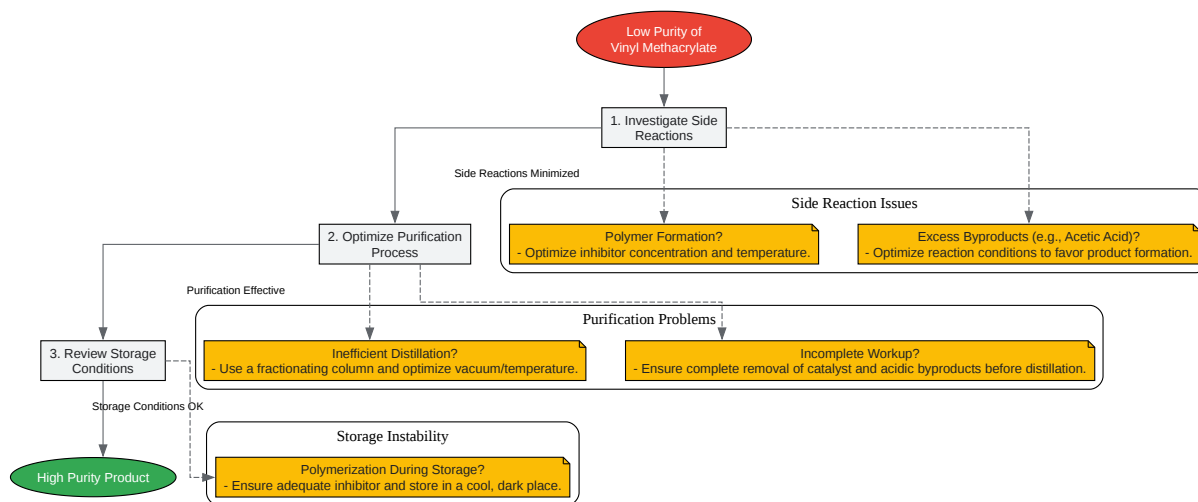 Low Purity of
Vinyl Methacrylate
1. Investigate Side
Reactions
Side Reactions Minimized
Side Reaction Issues
Polymer Formation?
- Optimize inhibitor concentration and temperature.
Excess Byproducts (e.g., Acetic Acid)?
- Optimize reaction conditions to favor product formation.
2. Optimize Purification
Process
Purification Effective
Purification Problems
Inefficient Distillation?
- Use a fractionating column and optimize vacuum/temperature.
Incomplete Workup?
- Ensure complete removal of catalyst and acidic byproducts before distillation.
3. Review Storage
Conditions
Storage Conditions OK
Storage Instability
Polymerization During Storage?
- Ensure adequate inhibitor and store in a cool, dark place.
High Purity Product